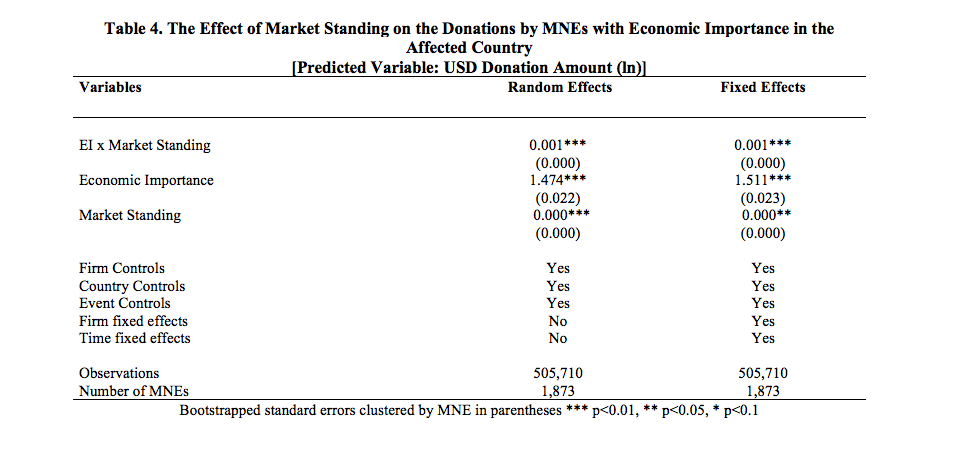 Table 4. The Effect of Market Standing on the Donations by MNEs with Economic Importance in the
Affected Country
[Predicted Variable: USD Donation Amount (ln)]
Variables Random Effects Fixed Effects
EI x Market Standing 0.001*** 0.001***
(0.000) (0.000)
Economic Importance 1.474*** 1.511***
(0.022) (0.023)
Market Standing 0.000*** 0.000**
(0.000) (0.000)
Firm Controls Yes Yes
Country Controls Yes Yes
Event Controls Yes Yes
Firm fixed effects No Yes
Time fixed effects No Yes
Observations 505,710 505,710
Number of MNEs 1,873 1,873
Bootstrapped standard errors clustered by MNE in parentheses *** p<0.01, ** p<0.05, * p<0.1